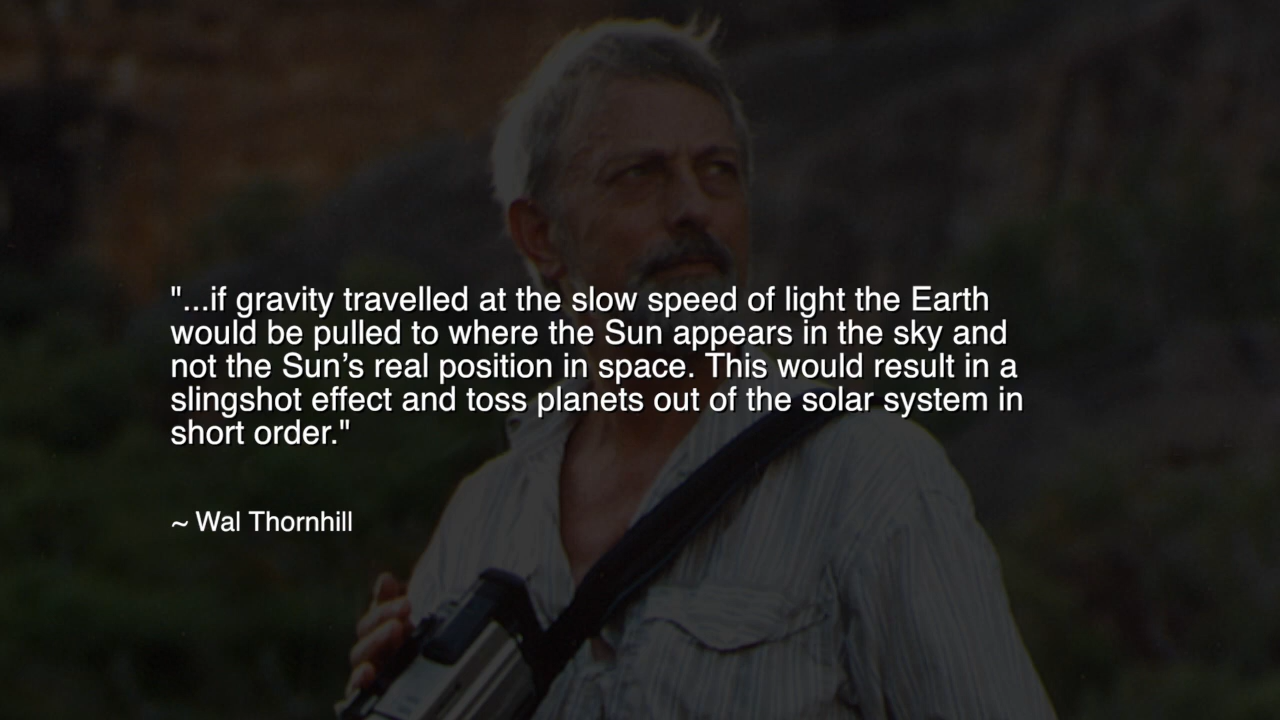 "...if gravity travelled at the slow speed of light the Earth
would be pulled to where the Sun appears in the sky and
not the Sun’s real position in space. This would result in a
slingshot effect and toss planets out of the solar system in
short order."
~ Wal Thornhill